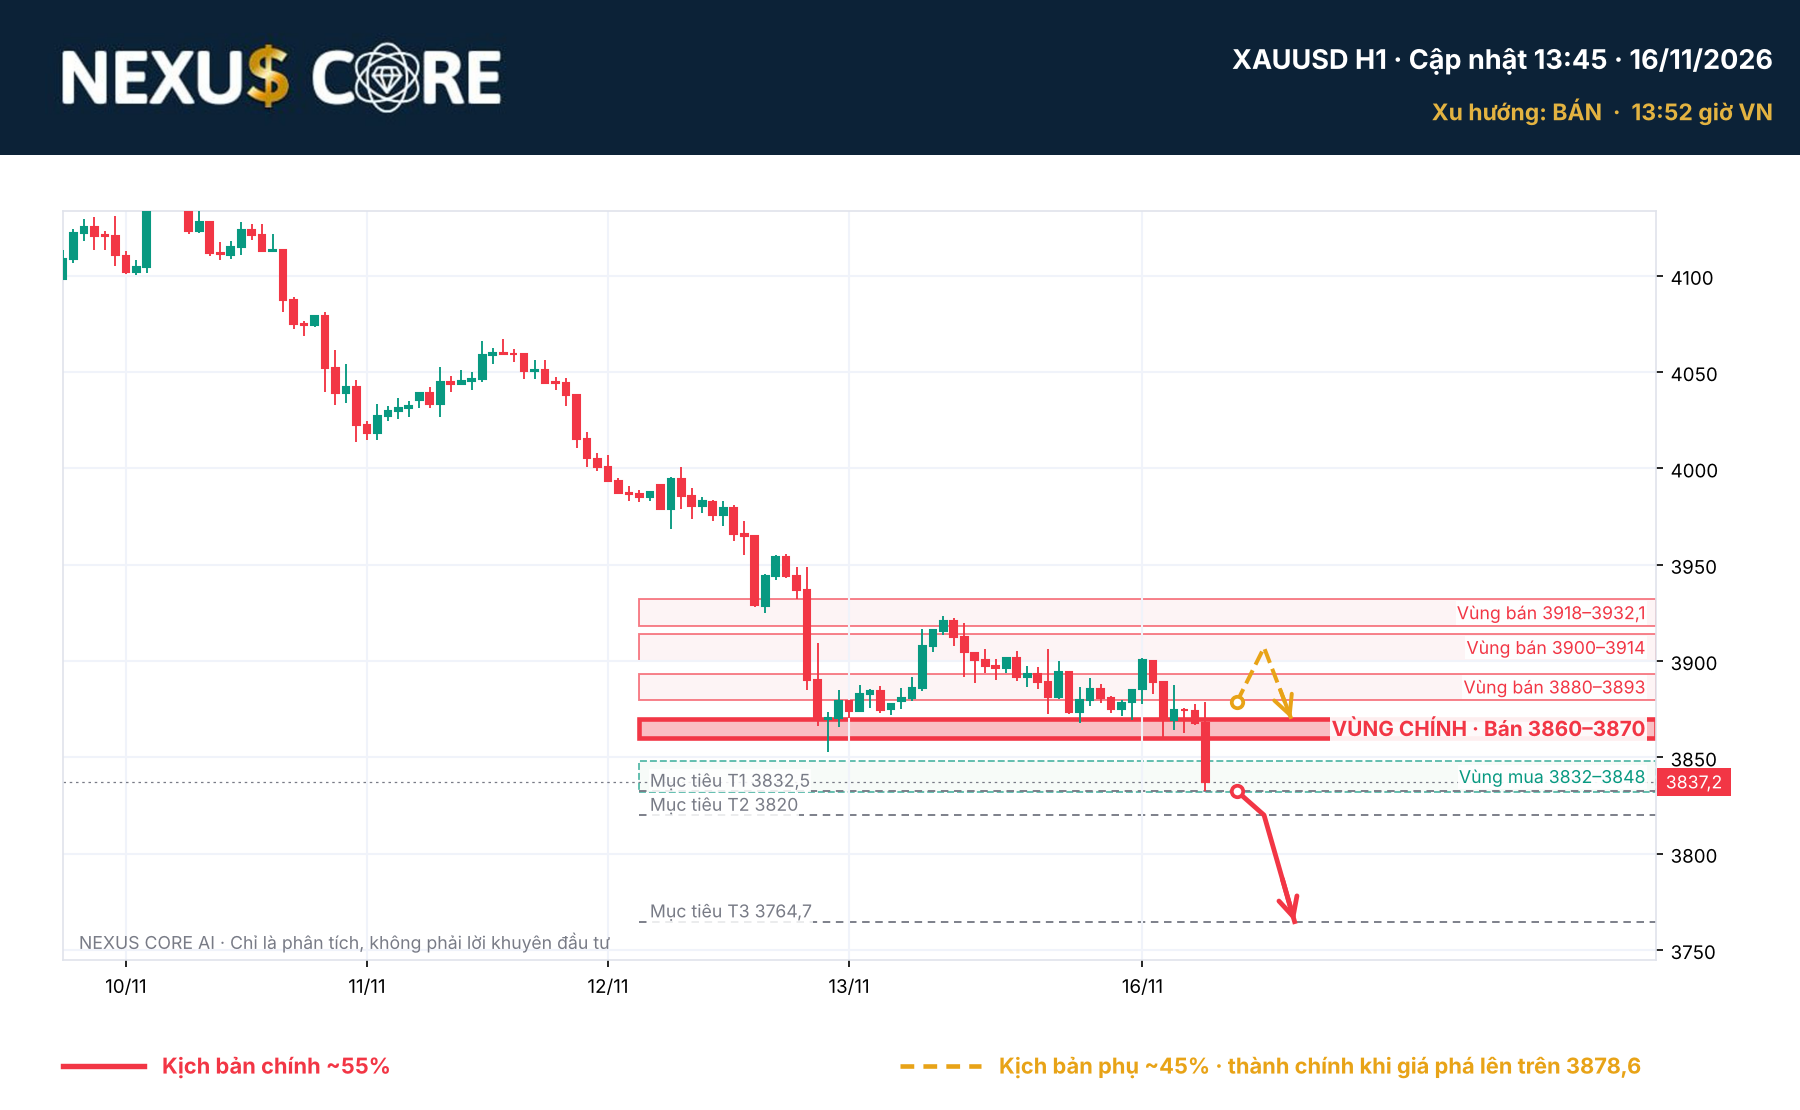 NEXU$ CORE
XAUUSD H1 · Cập nhật 13:45 · 16/11/2026
Xu hướng: BÁN · 13:52 giờ VN
4100
4050
4000
3950
Vùng bán 3918–3932,1
Vùng bán 3900–3914
3900
Vùng bán 3880–3893
VÙNG CHÍNH · Bán 3860–3870
3850
Vùng mua 3832–3848
Mục tiêu T1 3832,5
3837,2
Mục tiêu T2 3820
3800
Mục tiêu T3 3764,7
NEXUS CORE AI · Chỉ là phân tích, không phải lời khuyên đầu tư
3750
10/11
11/11
12/11
13/11
16/11
Kịch bản chính ~55%
Kịch bản phụ ~45% · thành chính khi giá phá lên trên 3878,6